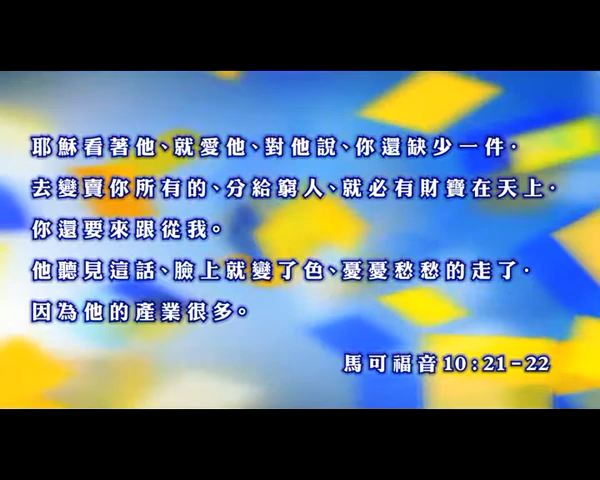 耶穌看著他、就愛他、對他說、你還缺少一件．
去變賣你所有的、分給窮人、就必有財寶在天上．
你還要來跟從我。
他聽見這話、臉上就變了色、憂憂愁愁的走了．
因為他的產業很多。
馬可福音10:21-22